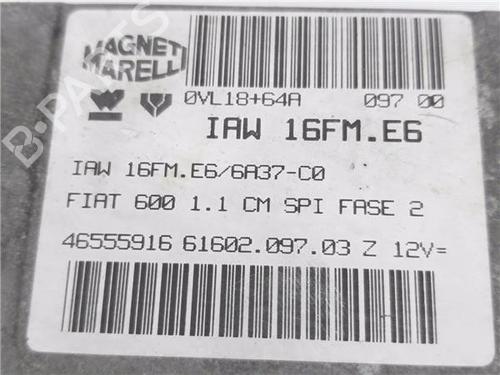 MAGNETI
MARELLI
0VL18+64A 097 00
IAW 16FM.E6
IAW 16FM.E6/6A37-C0
FIAT 600 1.1 CM SPI FASE 2
46555916 61602.097.03 Z 12V=
B-PARTS